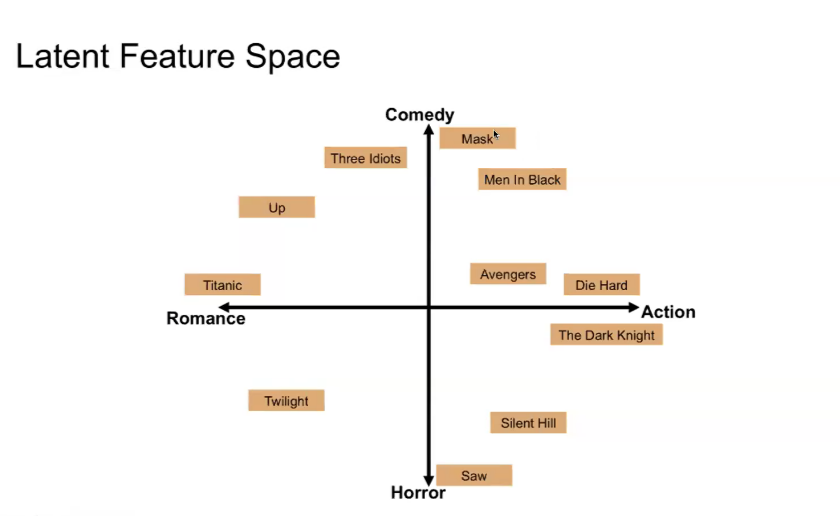 Latent Feature Space
Comedy
Mask
Three Idiots
Men In Black
Up
Avengers
Titanic
Die Hard
Romance
Action
The Dark Knight
Twilight
Silent Hill
Saw
Horror